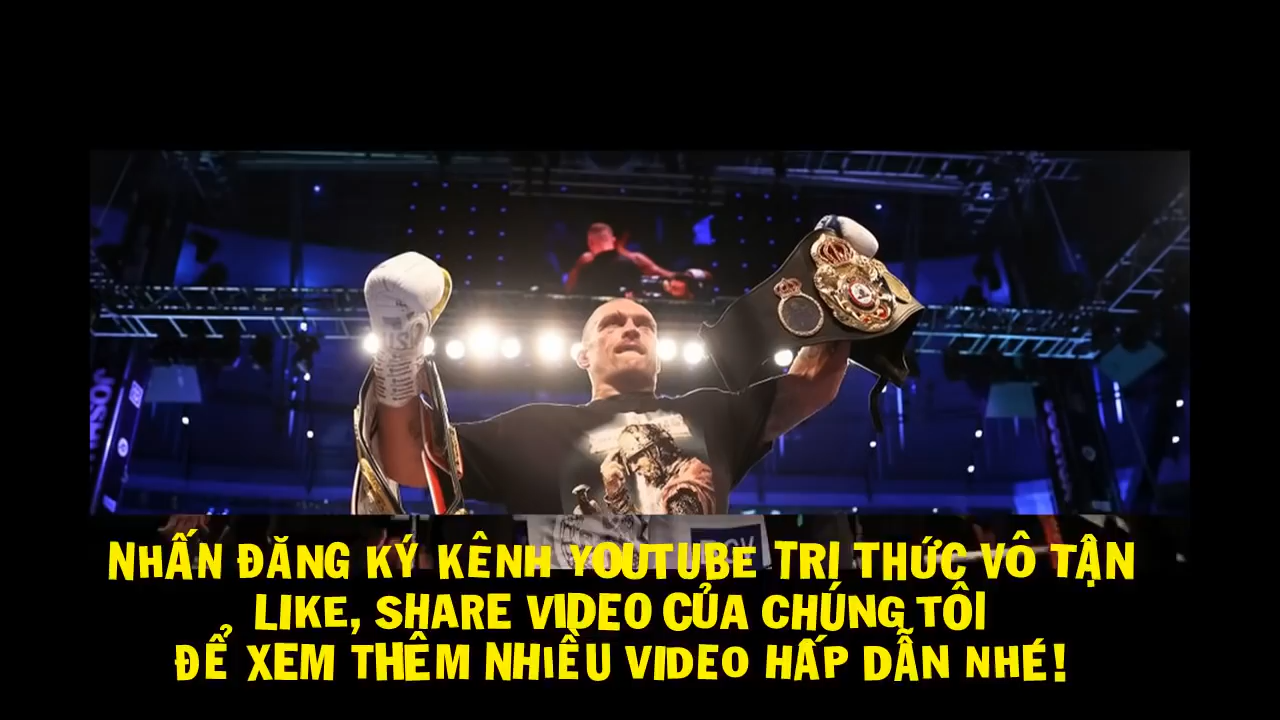 NHẤN ĐĂNG KÝ KÊNH YOUTUBE TRI THỨC VÔ TẬN
LIKE, SHARE VIDEO CỦA CHÚNG TÔI
ĐỂ XEM THÊM NHIỀU VIDEO HẤP DẪN NHÉ!